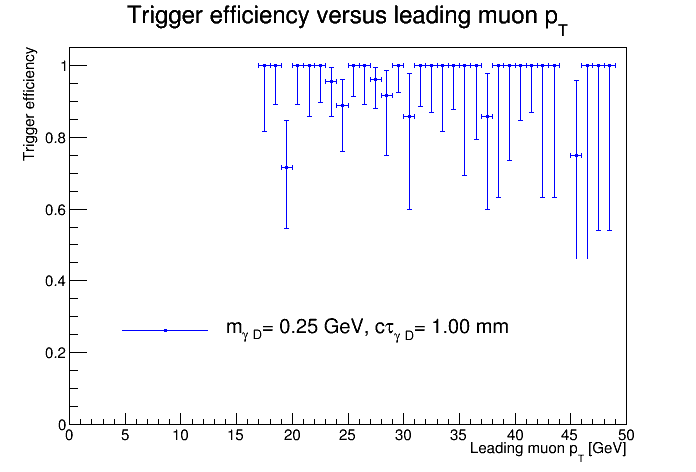 Trigger efficiency versus leading muon p_T
Trigger efficiency
1
0.8
0.6
0.4
0.2
0
m_γ D= 0.25 GeV, cτ_γ D= 1.00 mm
0 5 10 15 20 25 30 35 40 45 50
Leading muon p_T [GeV]